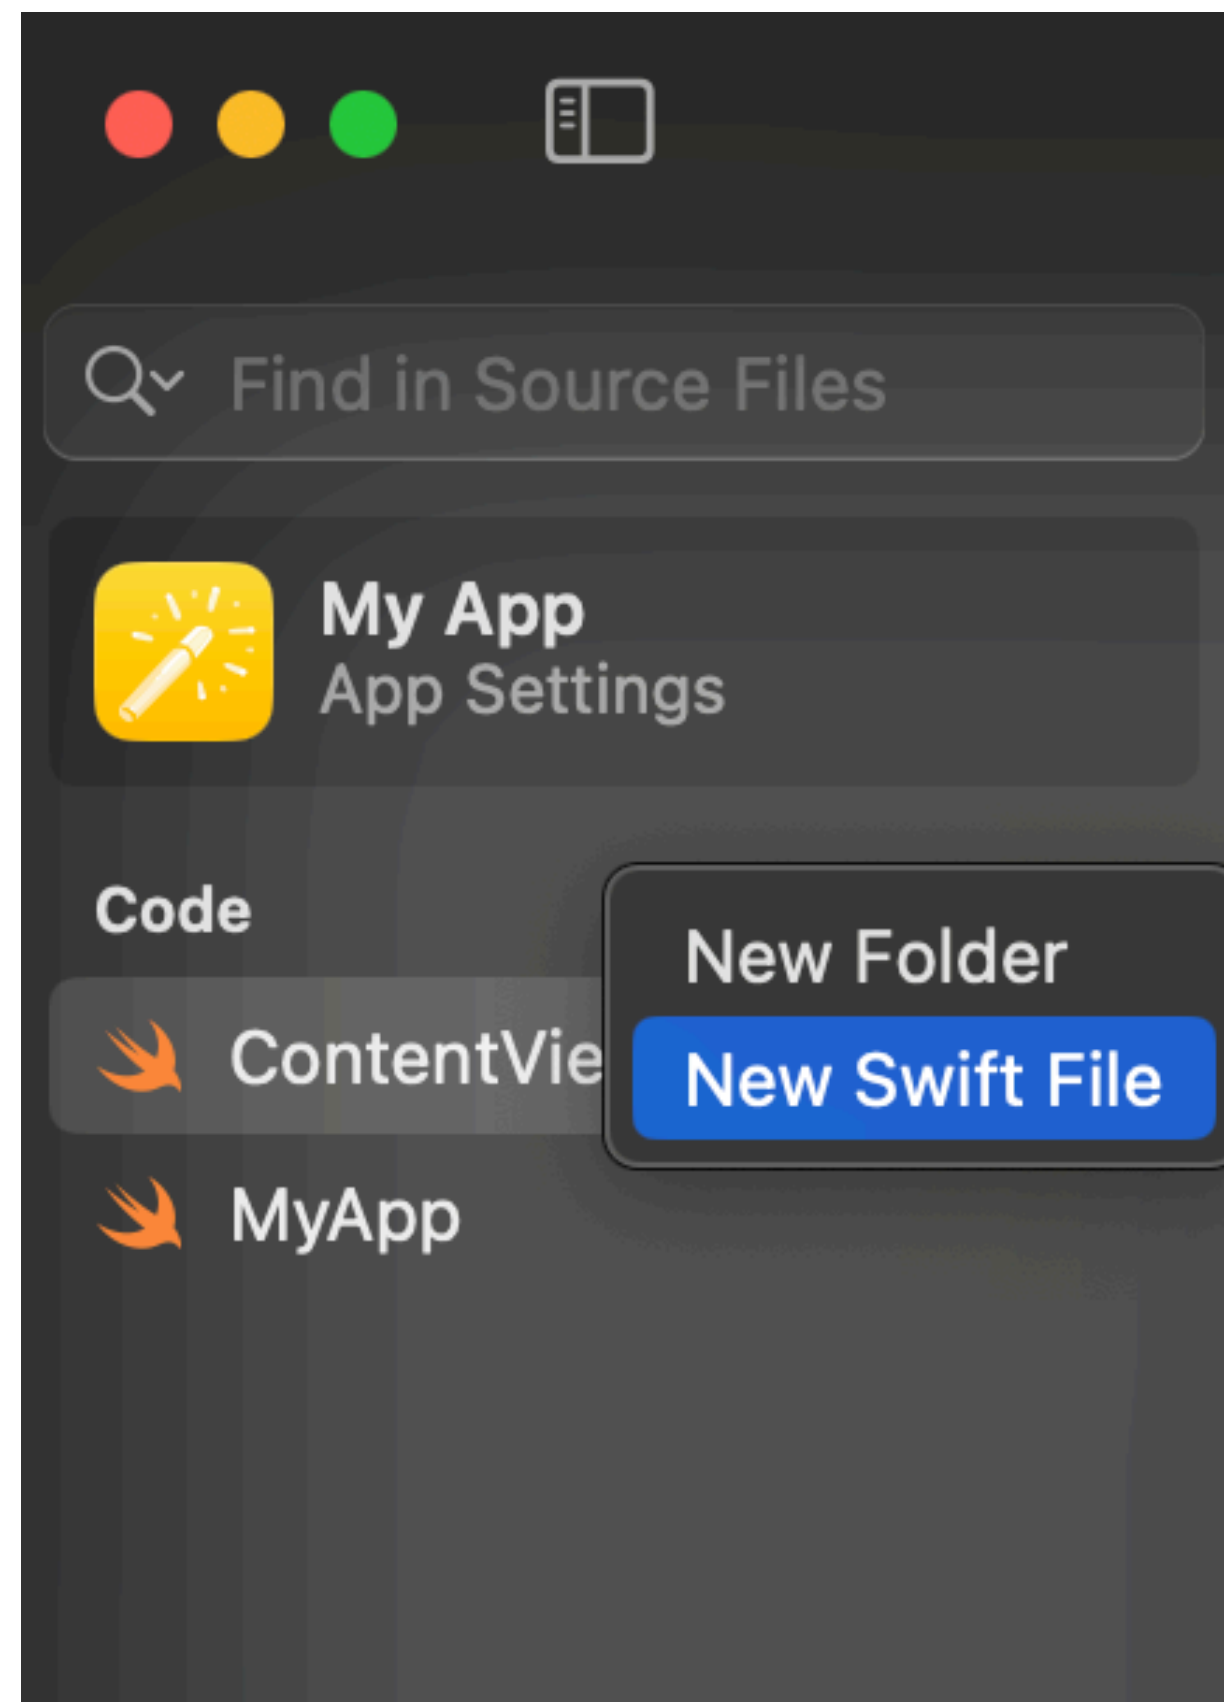 Find in Source Files
My App
App Settings
Code
New Folder
ContentVie
New Swift File
MyApp